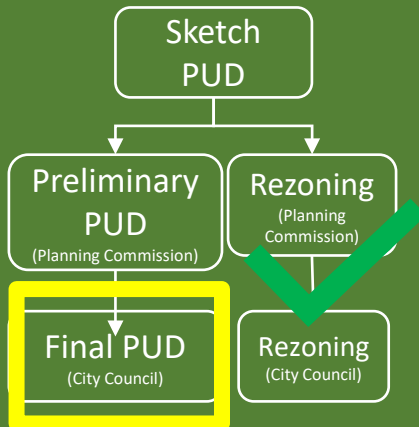 Sketch
PUD
Preliminary
PUD
(Planning Commission)
Rezoning
(Planning
Commission)
Final PUD
(City Council)
Rezoning
(City Council)